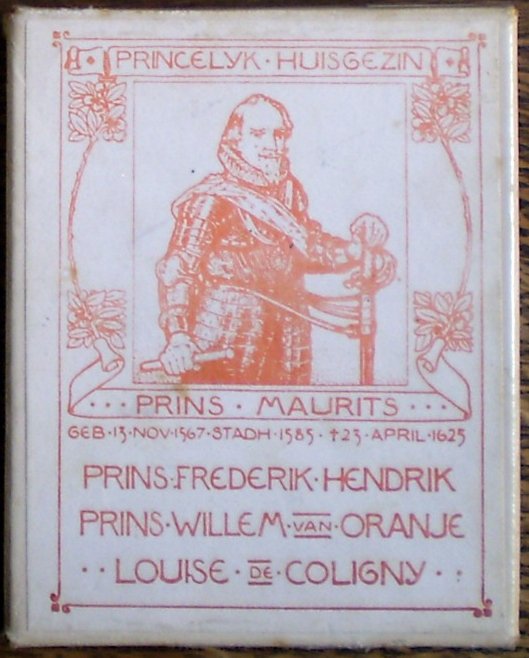 PRINCELYK · HUISGEZIN
· · · PRINS · MAURITS · · ·
GEB · 13 · NOV · 1567 · STADH · 1585 · †23 · APRIL · 1625
PRINS · FREDERIK · HENDRIK
PRINS · WILLEM · VAN · ORANJE
· · LOUISE · DE · COLIGNY · ·